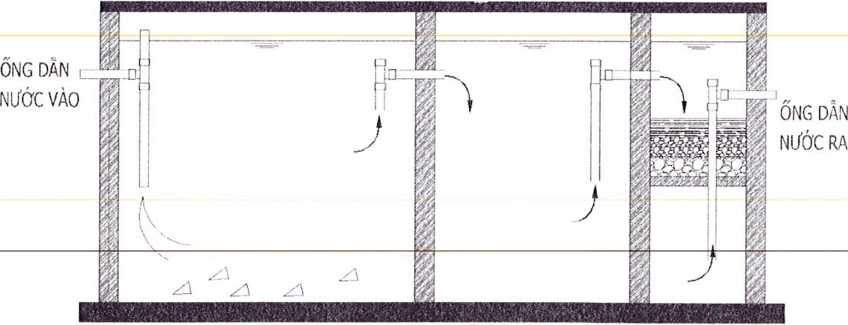 ỐNG DẪN
NƯỚC VÀO
ỐNG DẪN
NƯỚC RA